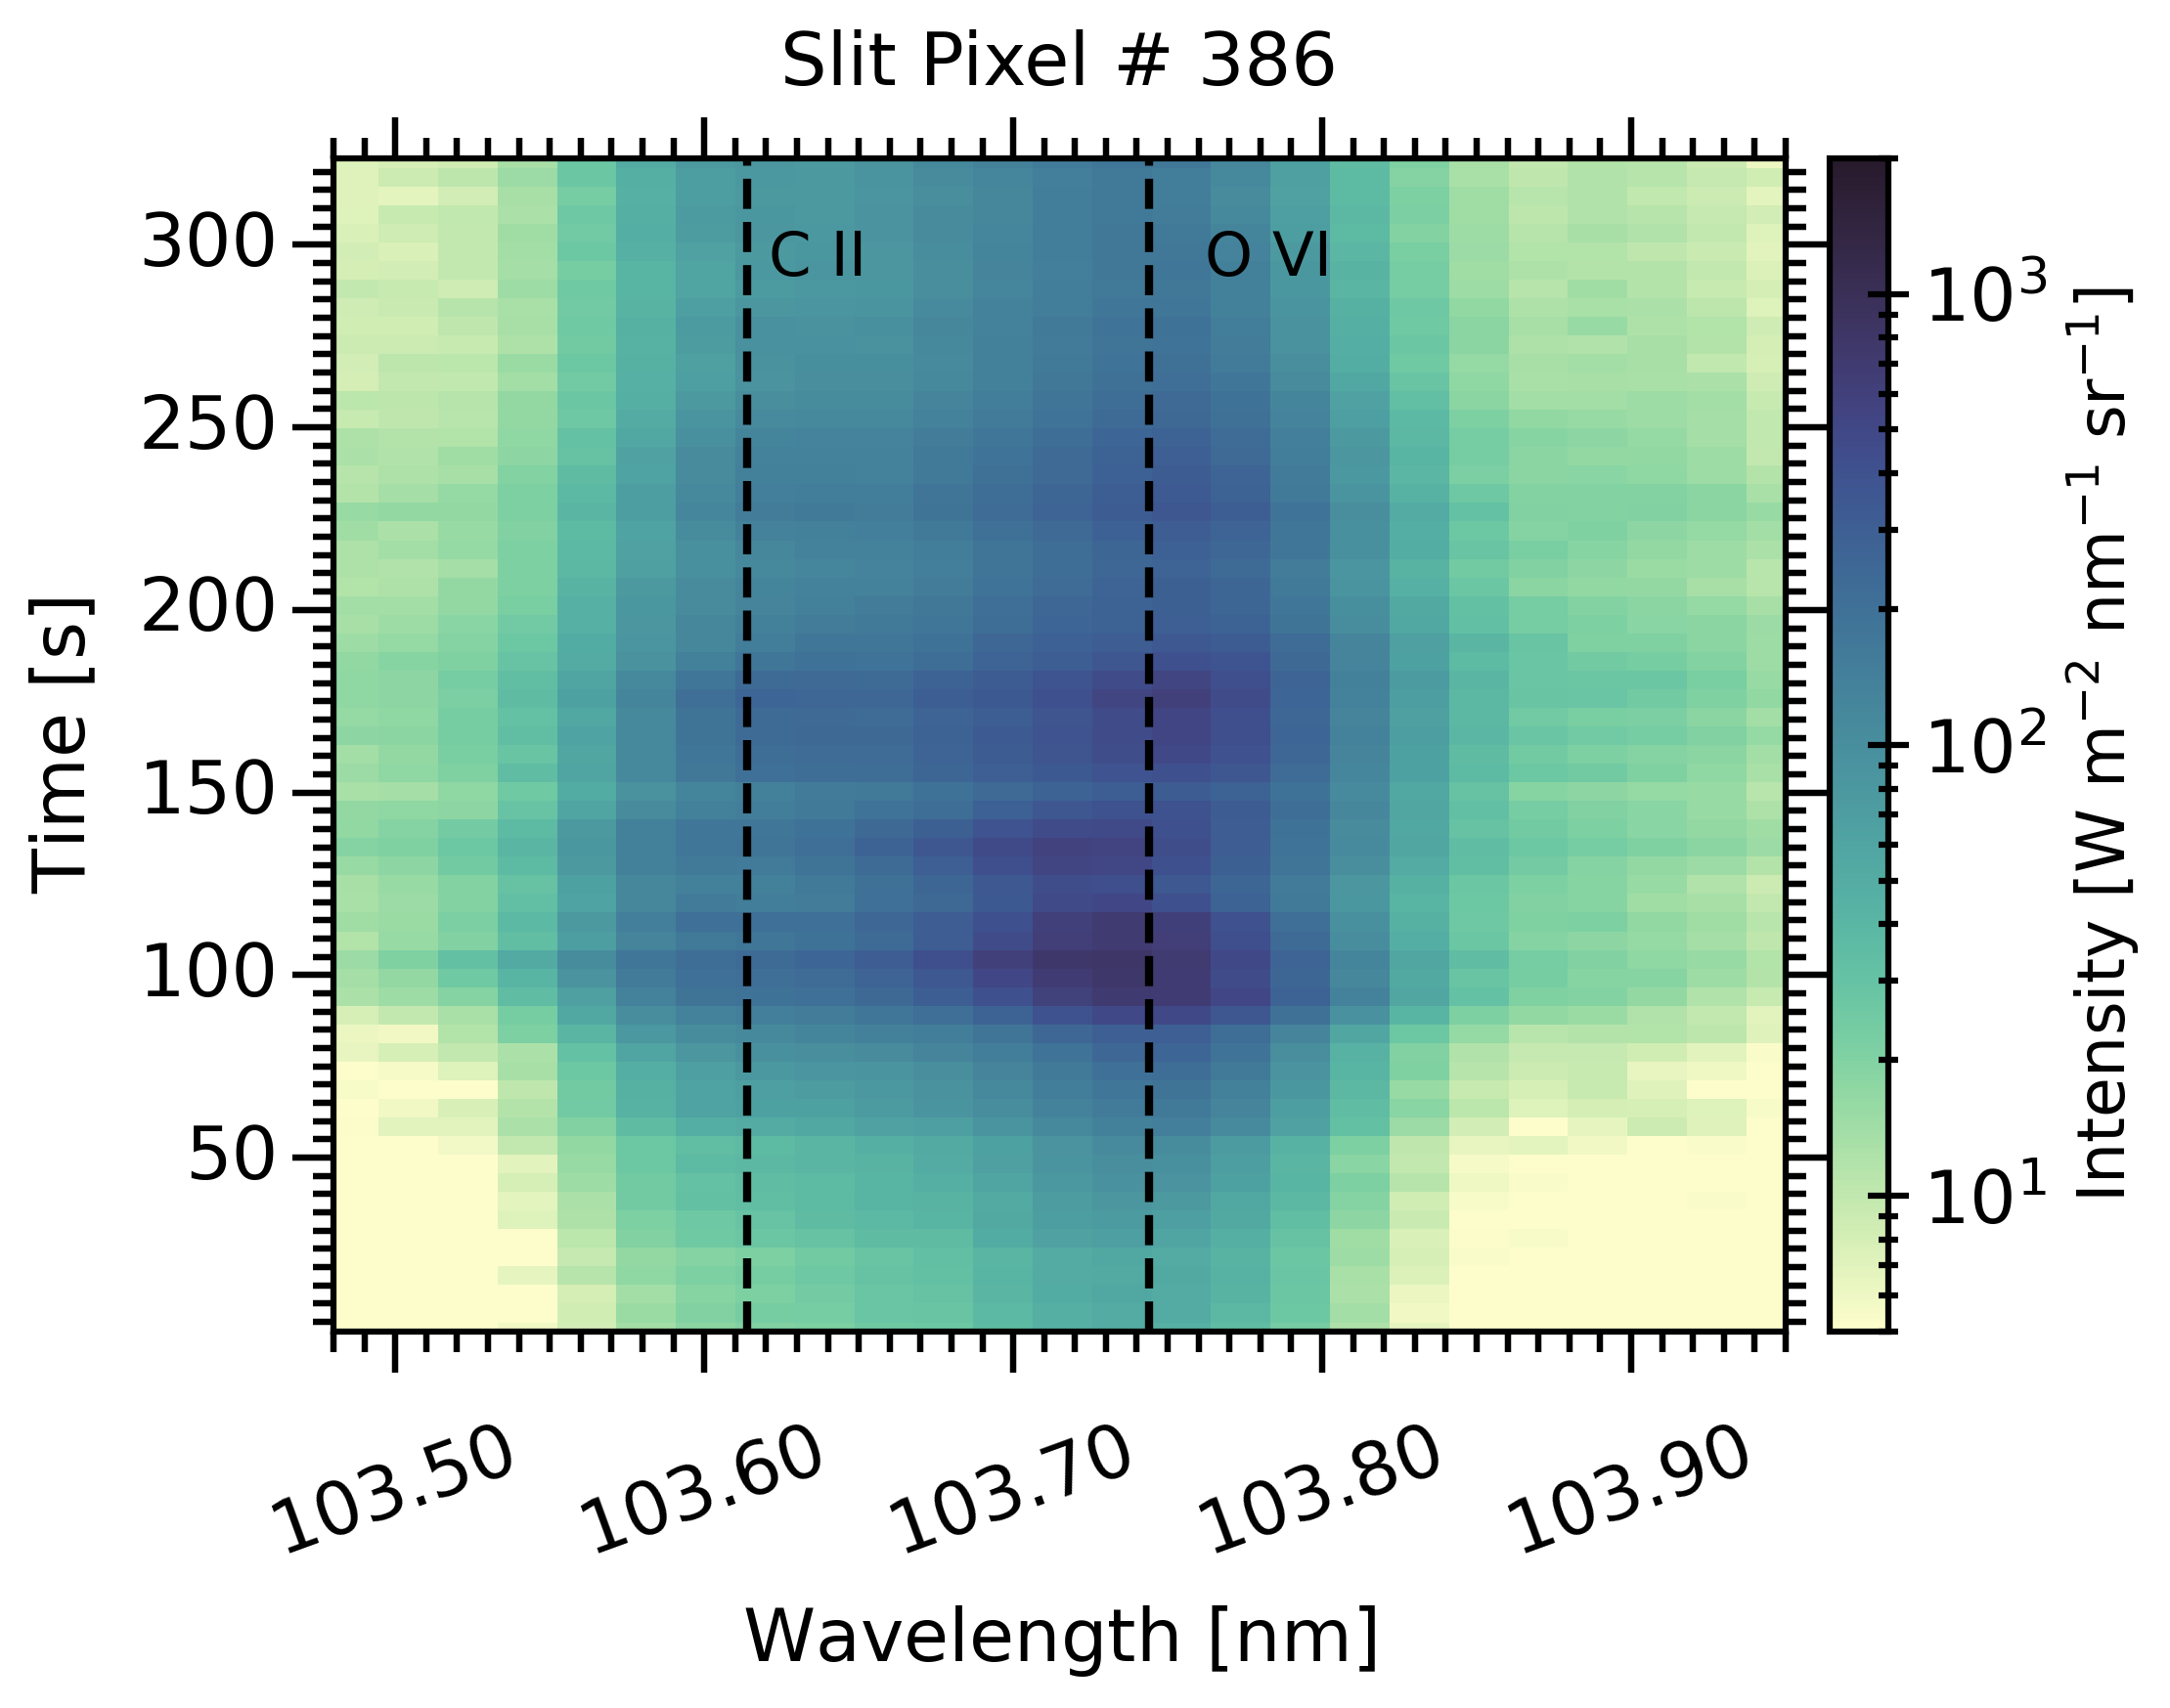 Slit Pixel # 386
C II
O VI
300
250
200
150
100
50
Time [s]
103.50
103.60
103.70
103.80
103.90
Wavelength [nm]
10³
10²
10¹
Intensity [W m⁻² nm⁻¹ sr⁻¹]